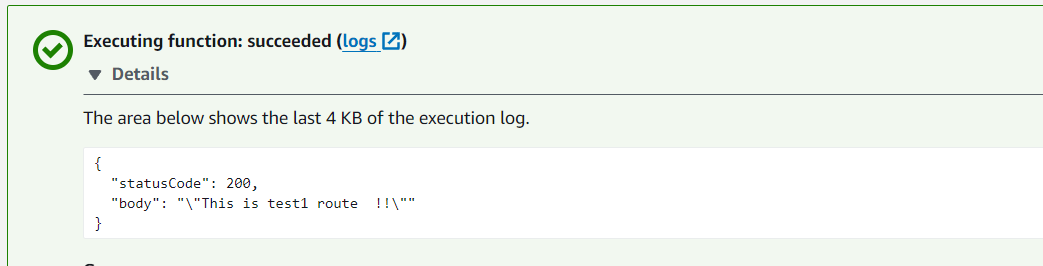 Executing function: succeeded (logs)
Details
The area below shows the last 4 KB of the execution log.
{
  "statusCode": 200,
  "body": "\"This is test1 route  !!\""
}